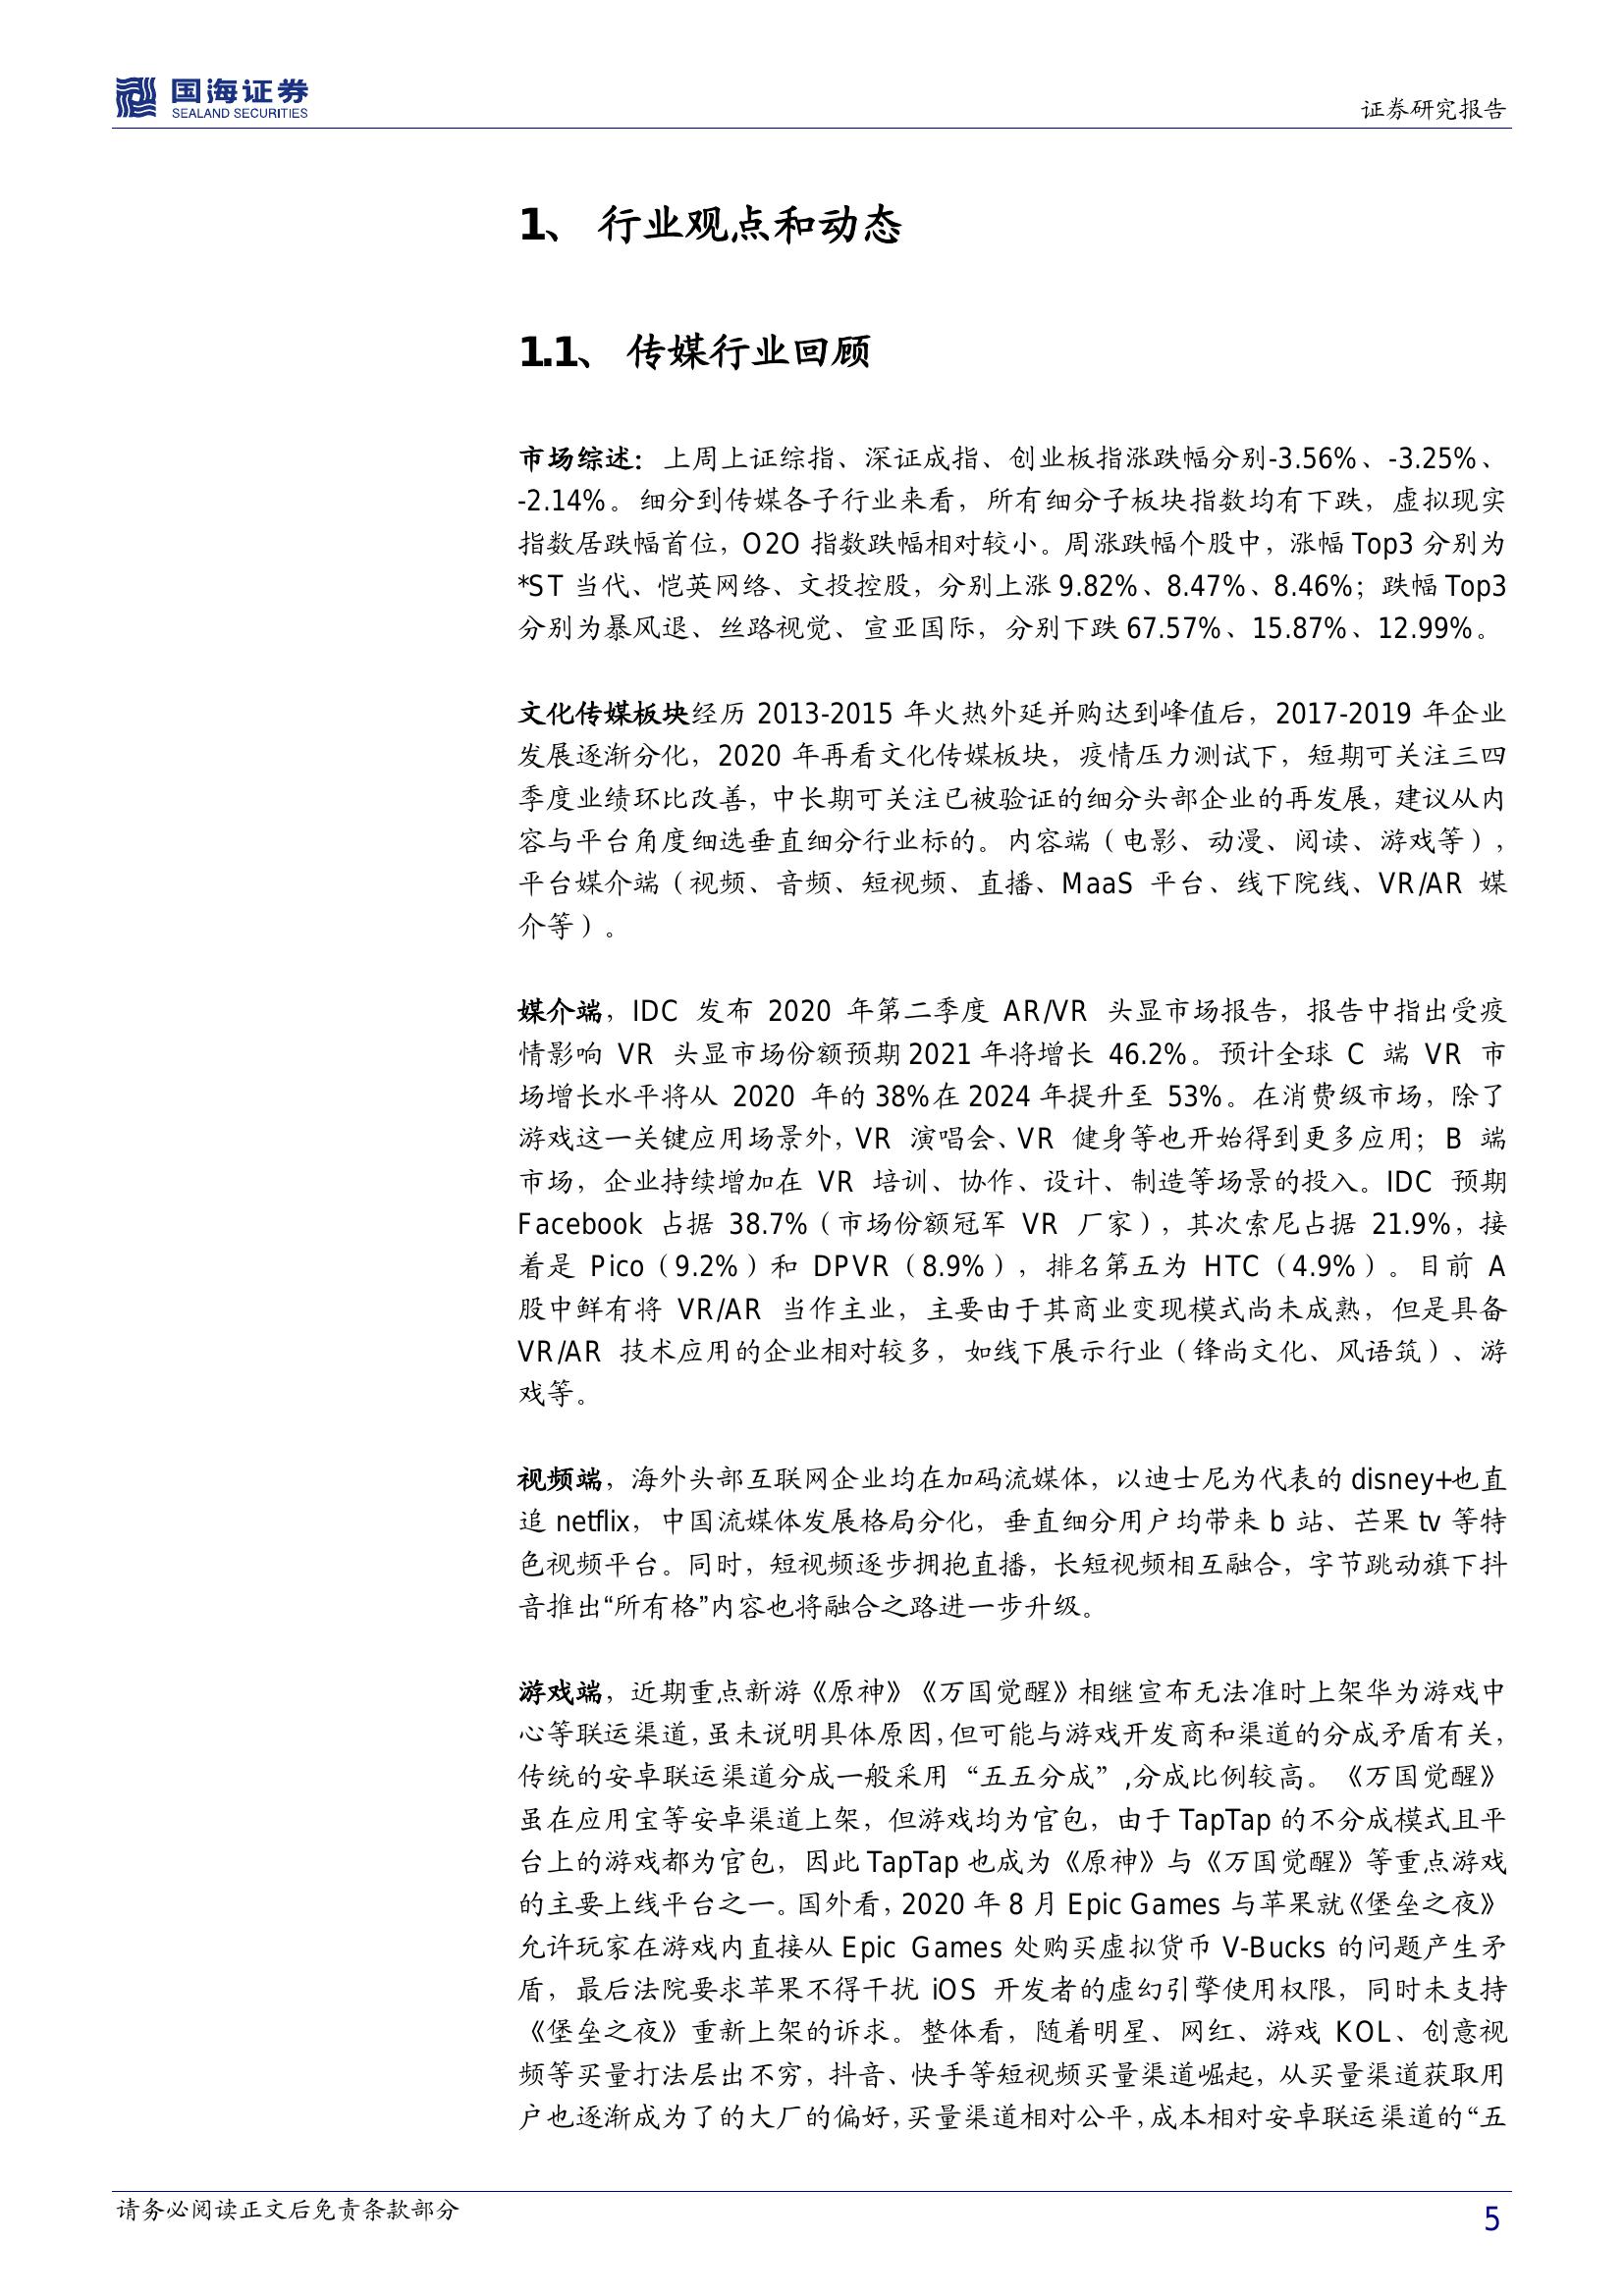 国海证券
SEALAND SECURITIES
证券研究报告
1、 行业观点和动态
1.1、 传媒行业回顾
市场综述：上周上证综指、深证成指、创业板指涨跌幅分别-3.56%、-3.25%、
-2.14%。细分到传媒各子行业来看，所有细分子板块指数均有下跌，虚拟现实
指数居跌幅首位，O2O 指数跌幅相对较小。周涨跌幅个股中，涨幅 Top3 分别为
*ST 当代、恺英网络、文投控股，分别上涨 9.82%、8.47%、8.46%；跌幅 Top3
分别为暴风退、丝路视觉、宣亚国际，分别下跌 67.57%、15.87%、12.99%。
文化传媒板块经历 2013-2015 年火热外延并购达到峰值后，2017-2019 年企业
发展逐渐分化，2020 年再看文化传媒板块，疫情压力测试下，短期可关注三四
季度业绩环比改善，中长期可关注已被验证的细分头部企业的再发展，建议从内
容与平台角度细选垂直细分行业标的。内容端（电影、动漫、阅读、游戏等），
平台媒介端（视频、音频、短视频、直播、MaaS 平台、线下院线、VR/AR 媒
介等）。
媒介端，IDC 发布 2020 年第二季度 AR/VR 头显市场报告，报告中指出受疫
情影响 VR 头显市场份额预期 2021 年将增长 46.2%。预计全球 C 端 VR 市
场增长水平将从 2020 年的 38%在 2024 年提升至 53%。在消费级市场，除了
游戏这一关键应用场景外，VR 演唱会、VR 健身等也开始得到更多应用；B 端
市场，企业持续增加在 VR 培训、协作、设计、制造等场景的投入。IDC 预期
Facebook 占据 38.7%（市场份额冠军 VR 厂家），其次索尼占据 21.9%，接
着是 Pico（9.2%）和 DPVR（8.9%），排名第五为 HTC（4.9%）。目前 A
股中鲜有将 VR/AR 当作主业，主要由于其商业变现模式尚未成熟，但是具备
VR/AR 技术应用的企业相对较多，如线下展示行业（锋尚文化、风语筑）、游
戏等。
视频端，海外头部互联网企业均在加码流媒体，以迪士尼为代表的 disney+也直
追 netflix，中国流媒体发展格局分化，垂直细分用户均带来 b 站、芒果 tv 等特
色视频平台。同时，短视频逐步拥抱直播，长短视频相互融合，字节跳动旗下抖
音推出“所有格”内容也将融合之路进一步升级。
游戏端，近期重点新游《原神》《万国觉醒》相继宣布无法准时上架华为游戏中
心等联运渠道，虽未说明具体原因，但可能与游戏开发商和渠道的分成矛盾有关，
传统的安卓联运渠道分成一般采用“五五分成”,分成比例较高。《万国觉醒》
虽在应用宝等安卓渠道上架，但游戏均为官包，由于 TapTap 的不分成模式且平
台上的游戏都为官包，因此 TapTap 也成为《原神》与《万国觉醒》等重点游戏
的主要上线平台之一。国外看，2020 年 8 月 Epic Games 与苹果就《堡垒之夜》
允许玩家在游戏内直接从 Epic Games 处购买虚拟货币 V-Bucks 的问题产生矛
盾，最后法院要求苹果不得干扰 iOS 开发者的虚幻引擎使用权限，同时未支持
《堡垒之夜》重新上架的诉求。整体看，随着明星、网红、游戏 KOL、创意视
频等买量打法层出不穷，抖音、快手等短视频买量渠道崛起，从买量渠道获取用
户也逐渐成为了的大厂的偏好，买量渠道相对公平，成本相对安卓联运渠道的“五
请务必阅读正文后免责条款部分
5